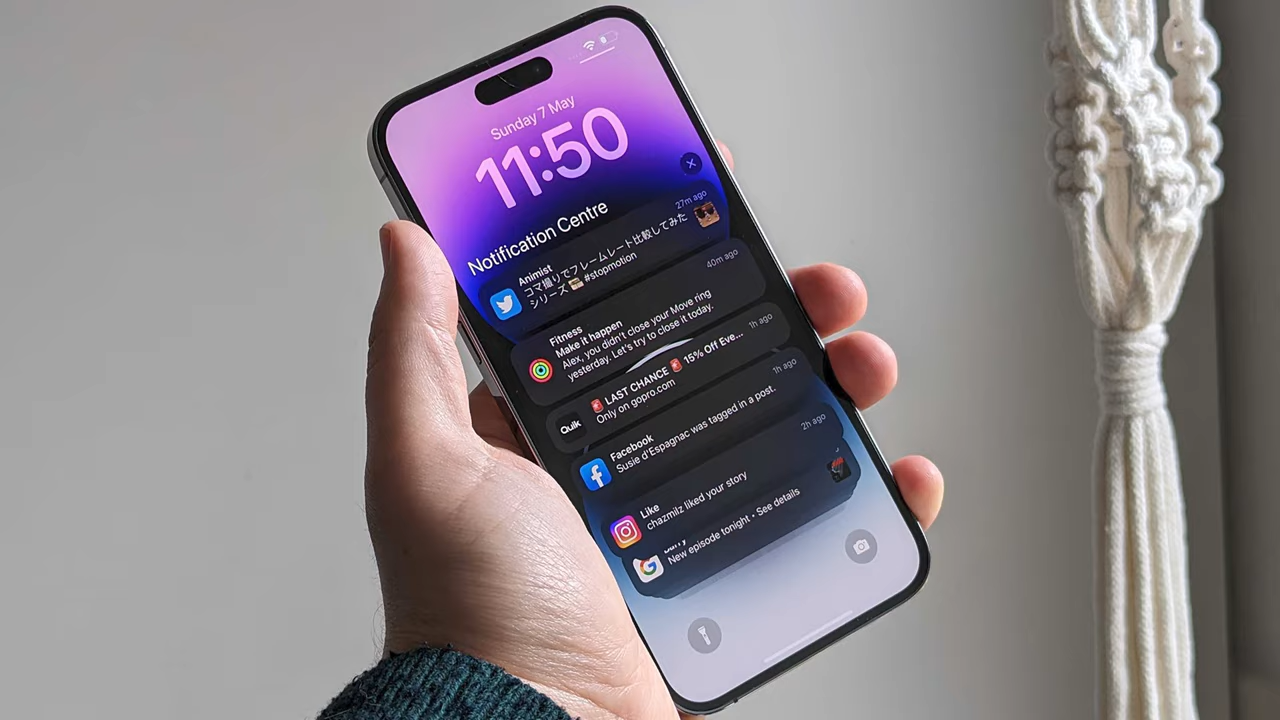 Sunday 7 May
11:50
Notification Centre
27m ago
Animist
コマ撮りでフレームレート比較してみた
シリーズ🎬 #stopmotion
40m ago
Fitness
Make it happen
Alex, you didn't close your Move ring
yesterday. Let's try to close it today.
1h ago
🚨 LAST CHANCE 🚨 15% Off Eve...
Quik
Only on gopro.com
1h ago
Facebook
Susie d'Espagnac was tagged in a post.
2h ago
Like
chazmilz liked your story
New episode tonight • See details